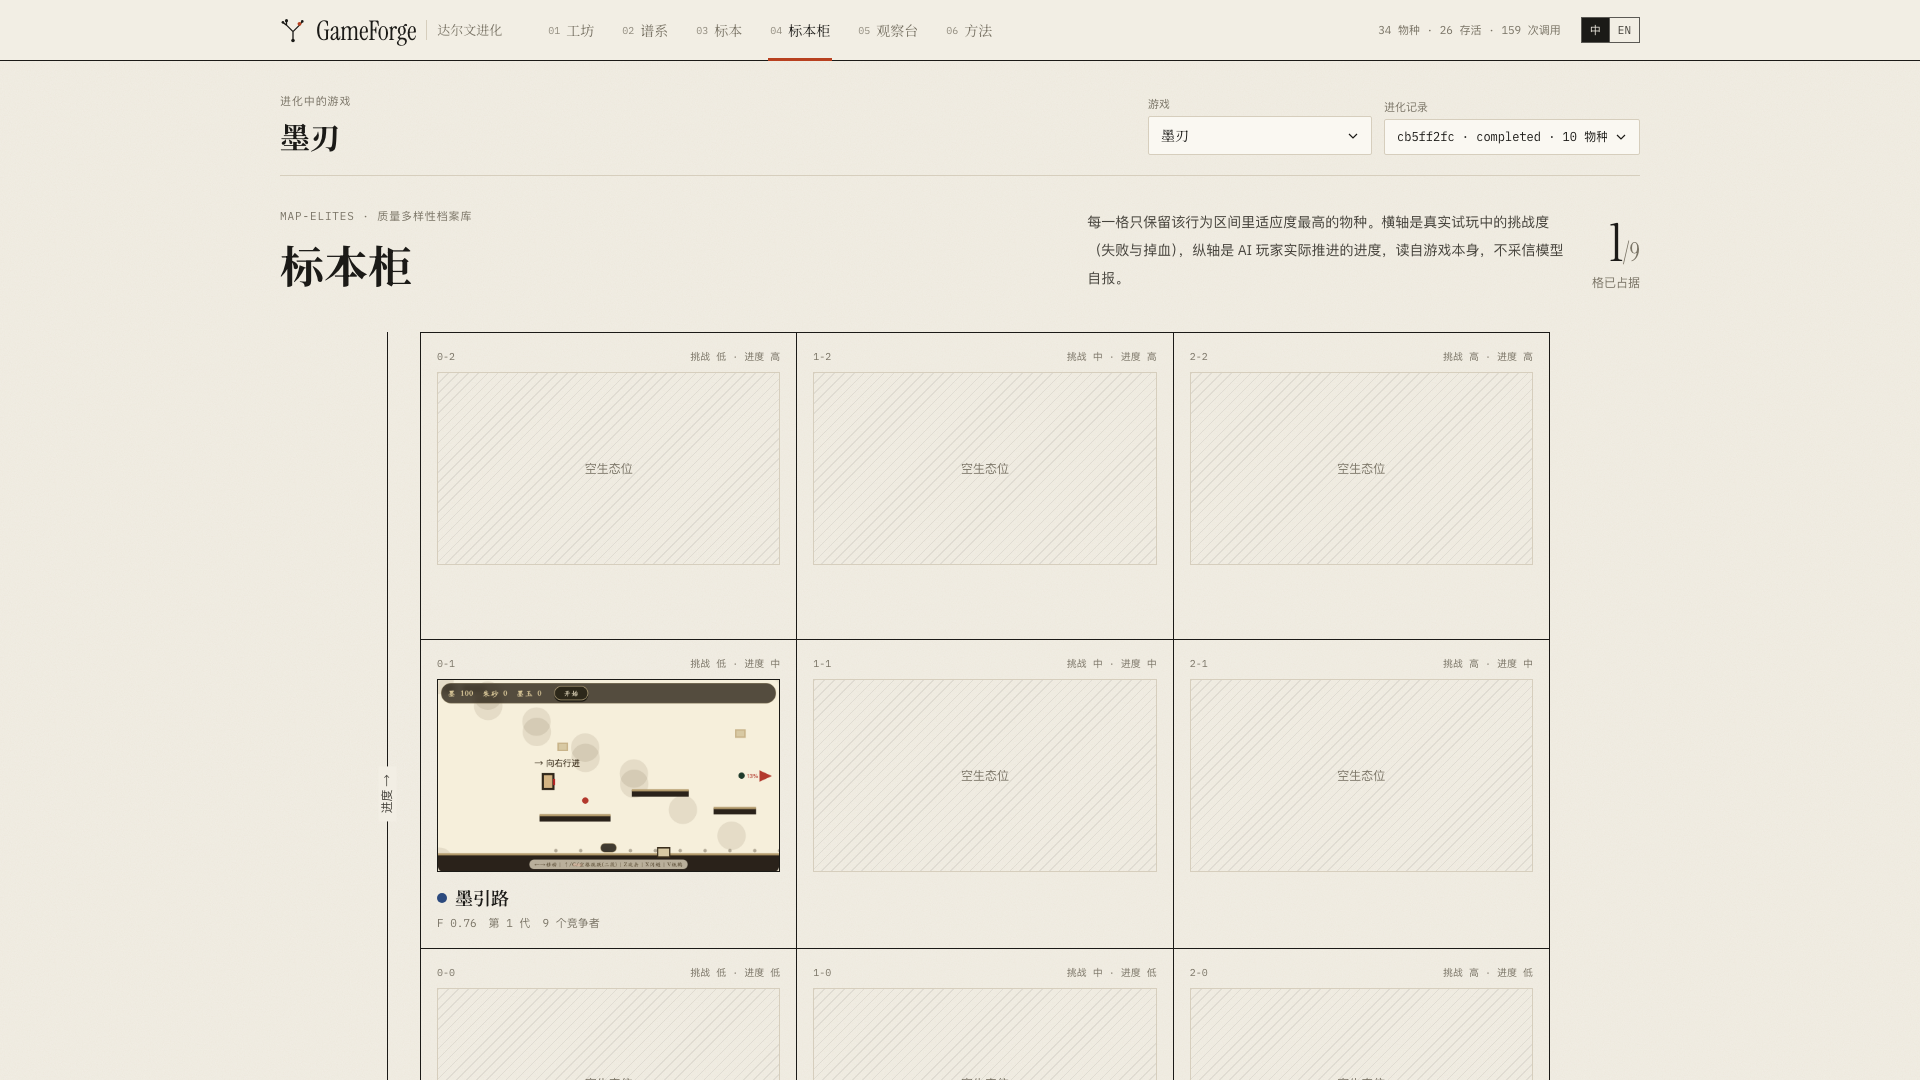 GameForge 达尔文进化 01 工坊 02 谱系 03 标本 04 标本柜 05 观察台 06 方法 34 物种 · 26 存活 · 159 次调用 中 EN
进化中的游戏
墨刃
游戏
墨刃
进化记录
cb5ff2fc · completed · 10 物种
MAP-ELITES · 质量多样性档案库
标本柜
每一格只保留该行为区间里适应度最高的物种。横轴是真实试玩中的挑战度
（失败与掉血），纵轴是 AI 玩家实际推进的进度，读自游戏本身，不采信模型
自报。
1/9
格已占据
进度 →
0-2 挑战 低 · 进度 高
空生态位
1-2 挑战 中 · 进度 高
空生态位
2-2 挑战 高 · 进度 高
空生态位
0-1 挑战 低 · 进度 中
墨 100 朱砂 0 墨玉 0 开始
→ 向右行进
13%
墨引路
F 0.76 第 1 代 9 个竞争者
1-1 挑战 中 · 进度 中
空生态位
2-1 挑战 高 · 进度 中
空生态位
0-0 挑战 低 · 进度 低
1-0 挑战 中 · 进度 低
2-0 挑战 高 · 进度 低